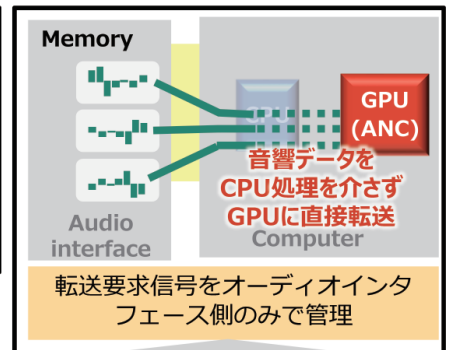 Memory
CPU
GPU
(ANC)
音響データを
CPU処理を介さず
GPUに直接転送
Audio
interface
Computer
転送要求信号をオーディオインタ
フェース側のみで管理